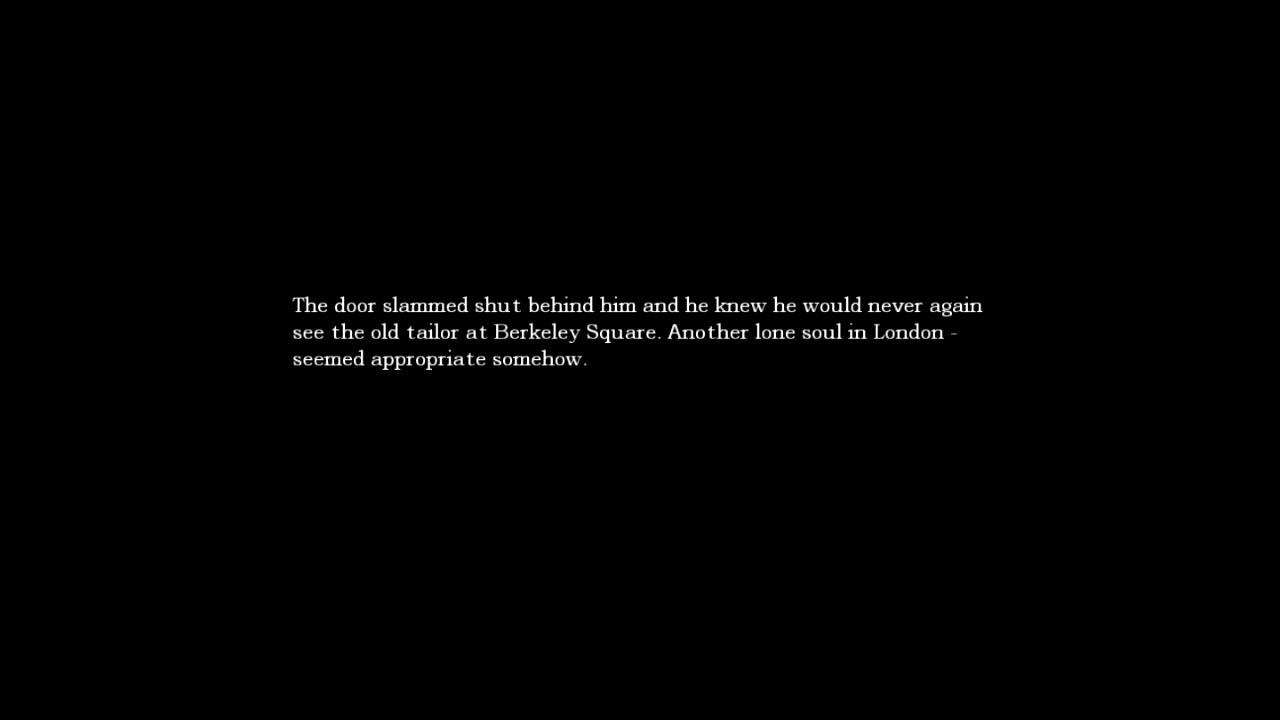 The door slammed shut behind him and he knew he would never again
see the old tailor at Berkeley Square. Another lone soul in London -
seemed appropriate somehow.